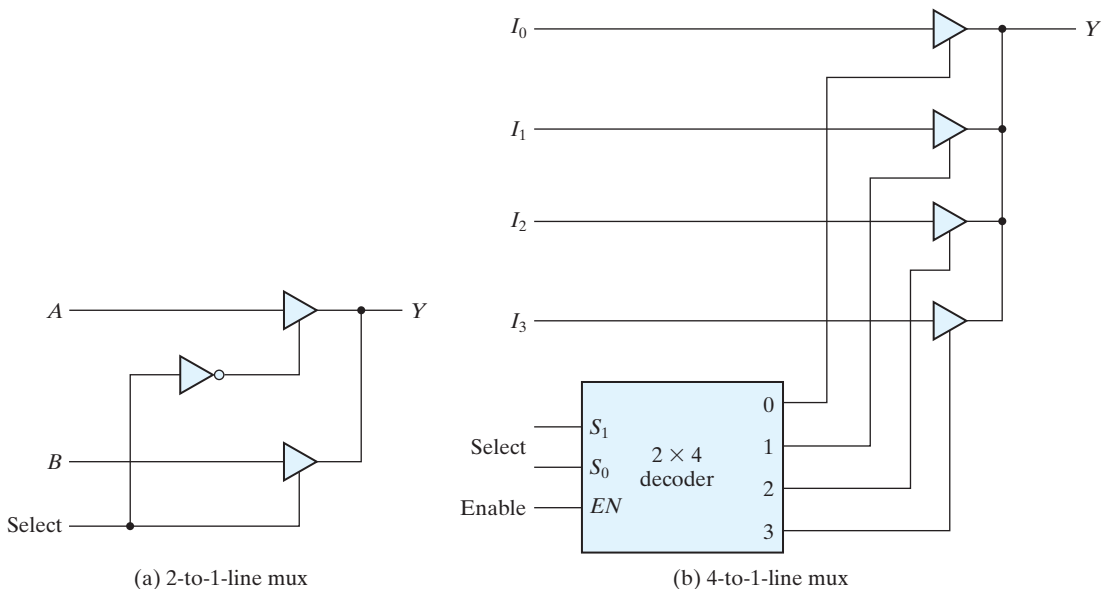 A
Y
B
Select
(a) 2-to-1-line mux
I₀
Y
I₁
I₂
I₃
Select
Enable
S₁
S₀
EN
2 × 4
decoder
0
1
2
3
(b) 4-to-1-line mux